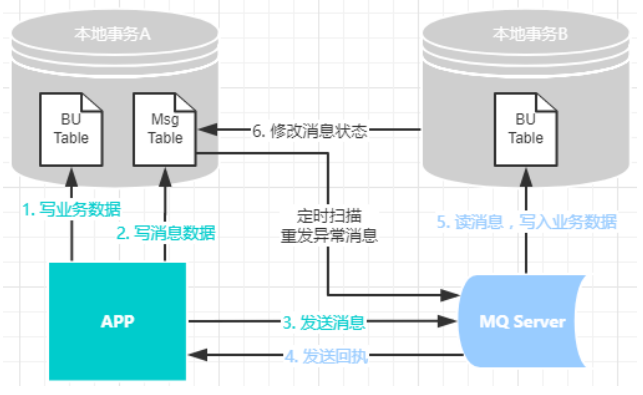 本地事务A
本地事务B
BU
Table
Msg
Table
BU
Table
6. 修改消息状态
1. 写业务数据
2. 写消息数据
定时扫描
重发异常消息
5. 读消息，写入业务数据
APP
3. 发送消息
MQ Server
4. 发送回执